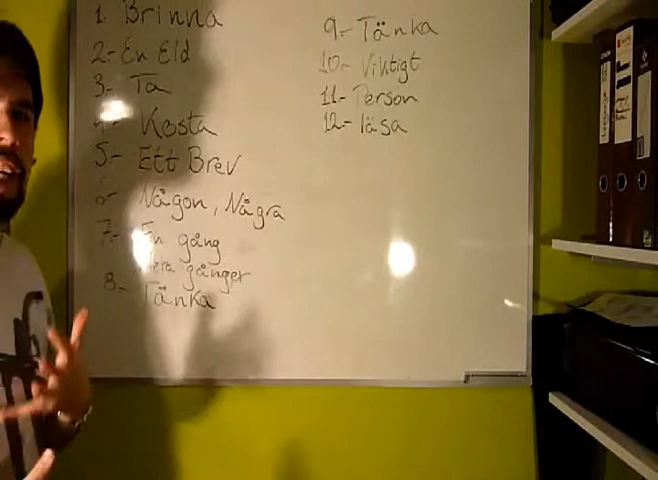 1. Brinna
2.- En Eld
3.- Ta
4.- Kosta
5.- Ett Brev
6.- Någon, Några
7.- En gång
flera gånger
8.- Tänka
9.- Tänka
10.- Viktigt
11.- Person
12.- läsa